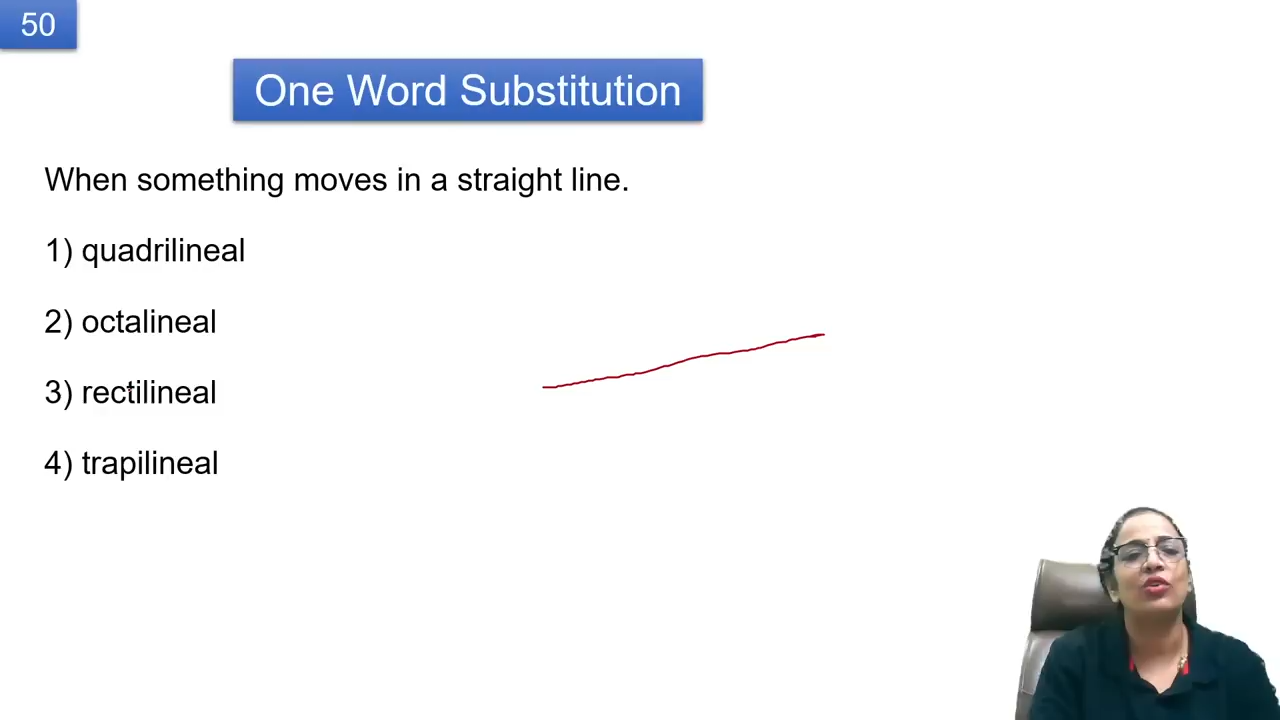 50
One Word Substitution
When something moves in a straight line.
1) quadrilineal
2) octalineal
3) rectilineal
4) trapilineal